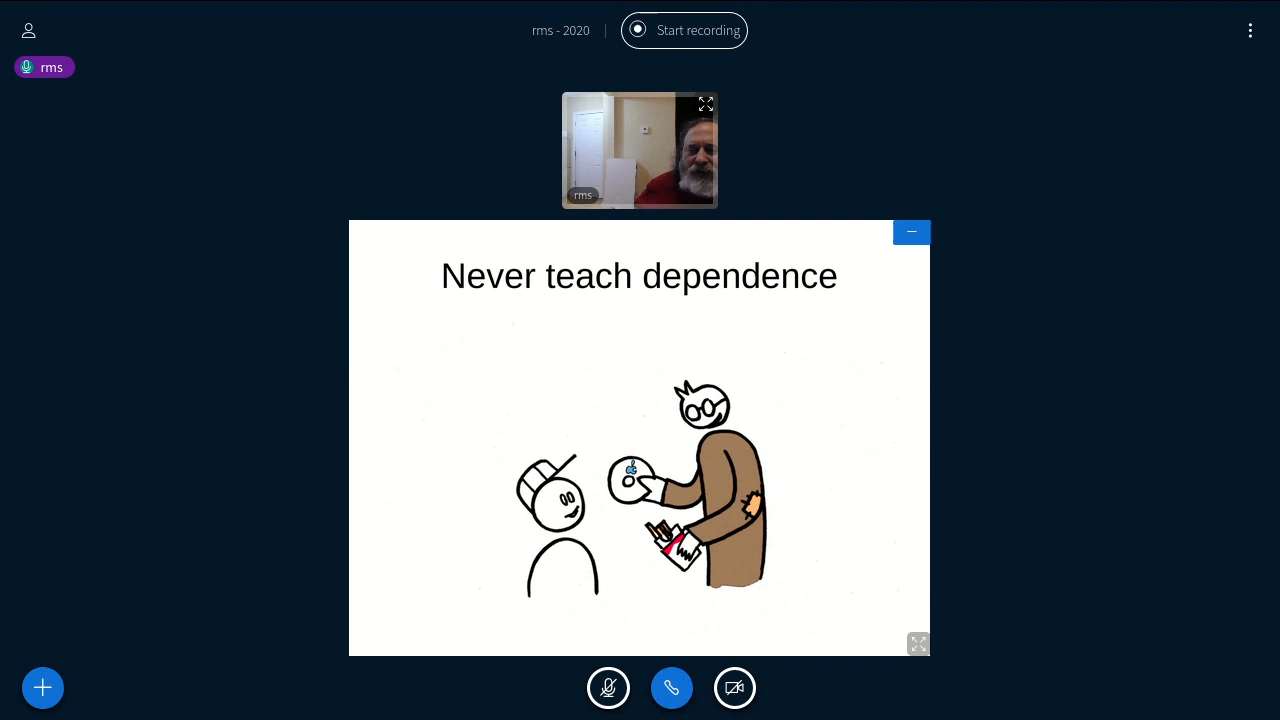 rms - 2020
Start recording
rms
rms
Never teach dependence